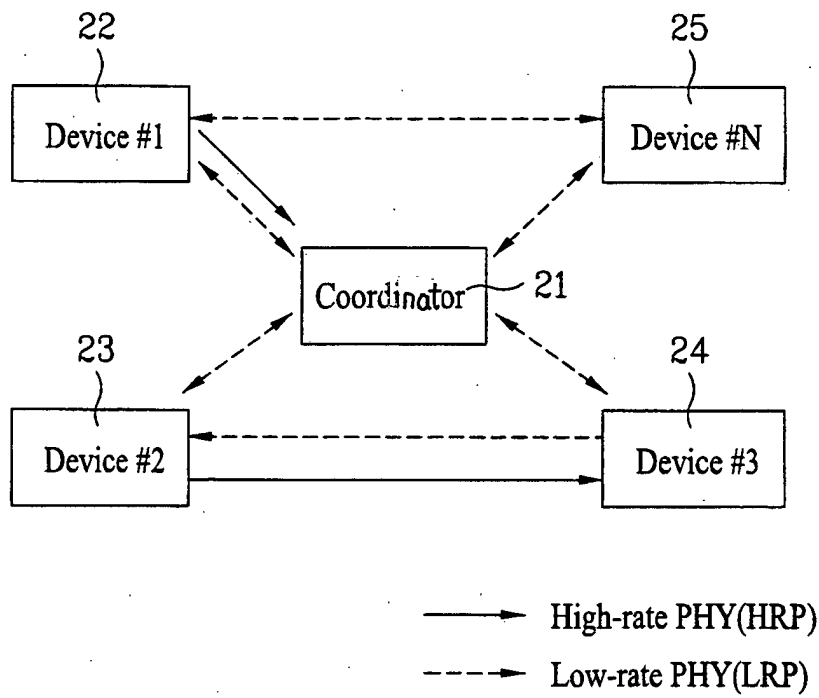 22
25
Device #1
Device #N
Coordinator
21
23
24
Device #2
Device #3
High-rate PHY(HRP)
Low-rate PHY(LRP)